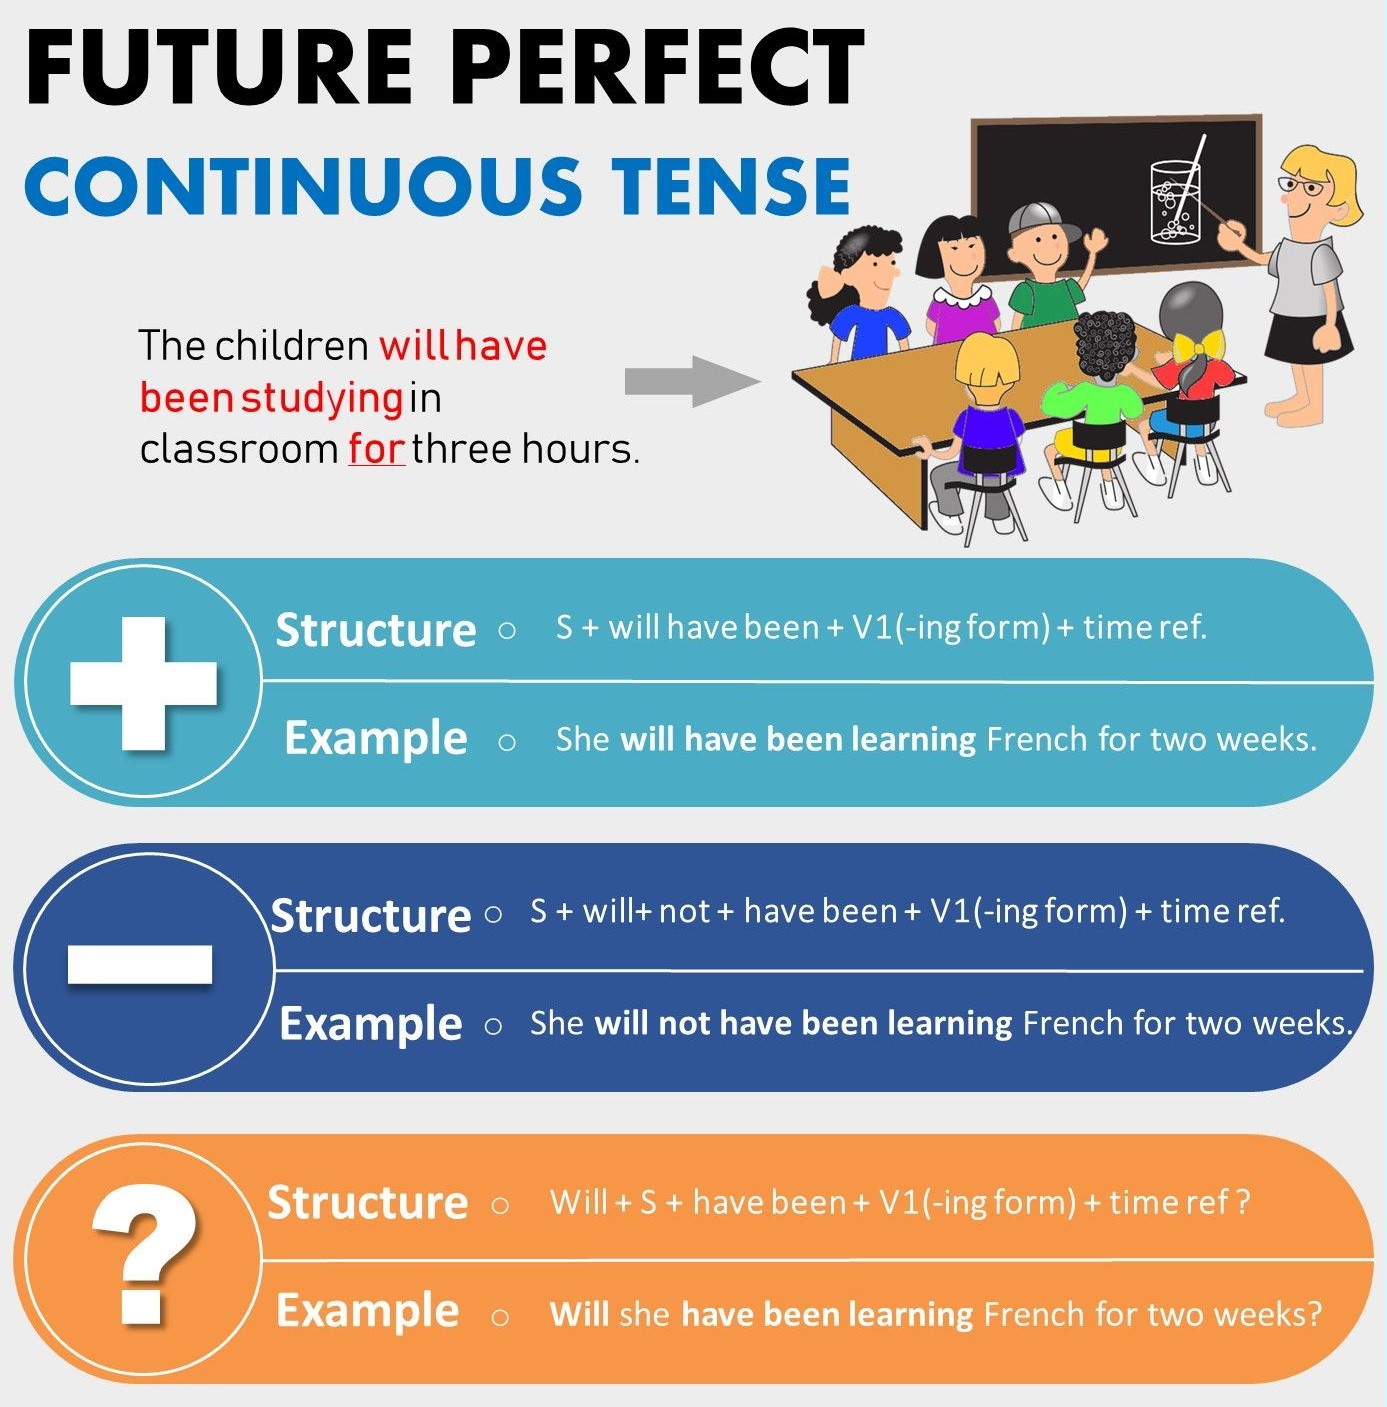 FUTURE PERFECT
CONTINUOUS TENSE
The children will have
been studying in
classroom for three hours.
Structure ○ S + will have been + V1(-ing form) + time ref.
Example ○ She will have been learning French for two weeks.
Structure ○ S + will+ not + have been + V1(-ing form) + time ref.
Example ○ She will not have been learning French for two weeks.
Structure ○ Will + S + have been + V1(-ing form) + time ref ?
Example ○ Will she have been learning French for two weeks?